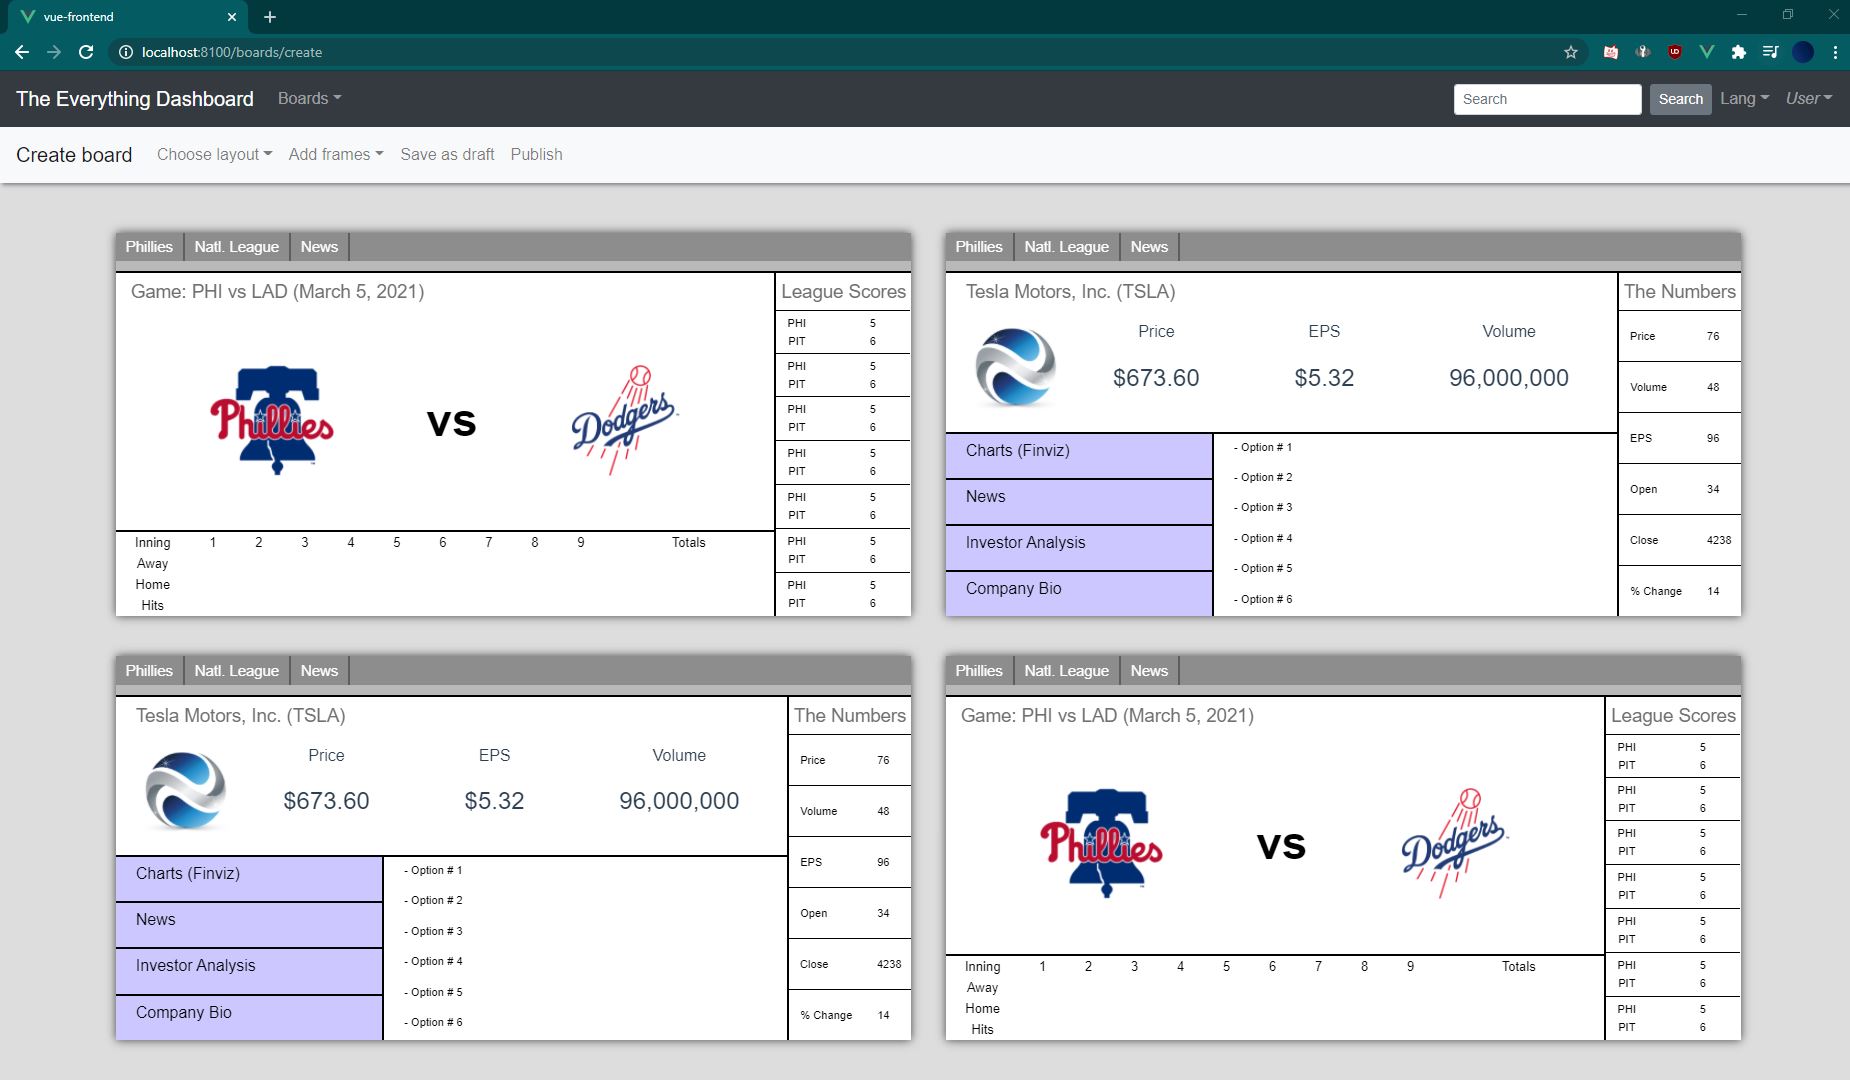 vue-frontend
localhost:8100/boards/create
The Everything Dashboard Boards Search Search Lang User
Create board Choose layout Add frames Save as draft Publish
Phillies Natl. League News
Game: PHI vs LAD (March 5, 2021)
Phillies vs Dodgers
Inning 1 2 3 4 5 6 7 8 9 Totals
Away
Home
Hits
League Scores
PHI 5
PIT 6
PHI 5
PIT 6
PHI 5
PIT 6
PHI 5
PIT 6
PHI 5
PIT 6
PHI 5
PIT 6
PHI 5
PIT 6
Phillies Natl. League News
Tesla Motors, Inc. (TSLA)
Price EPS Volume
$673.60 $5.32 96,000,000
Charts (Finviz)
News
Investor Analysis
Company Bio
- Option # 1
- Option # 2
- Option # 3
- Option # 4
- Option # 5
- Option # 6
The Numbers
Price 76
Volume 48
EPS 96
Open 34
Close 4238
% Change 14
Phillies Natl. League News
Tesla Motors, Inc. (TSLA)
Price EPS Volume
$673.60 $5.32 96,000,000
Charts (Finviz)
News
Investor Analysis
Company Bio
- Option # 1
- Option # 2
- Option # 3
- Option # 4
- Option # 5
- Option # 6
The Numbers
Price 76
Volume 48
EPS 96
Open 34
Close 4238
% Change 14
Phillies Natl. League News
Game: PHI vs LAD (March 5, 2021)
Phillies vs Dodgers
Inning 1 2 3 4 5 6 7 8 9 Totals
Away
Home
Hits
League Scores
PHI 5
PIT 6
PHI 5
PIT 6
PHI 5
PIT 6
PHI 5
PIT 6
PHI 5
PIT 6
PHI 5
PIT 6
PHI 5
PIT 6